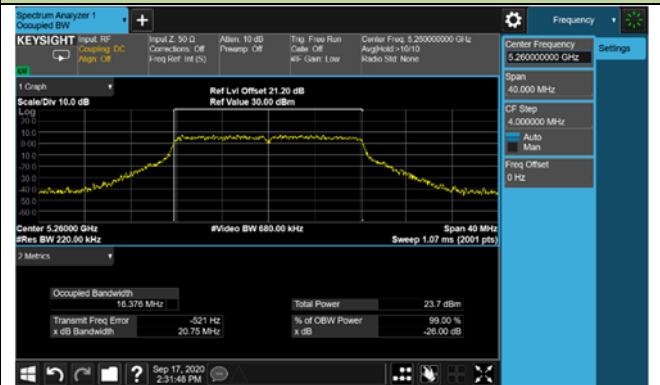 Spectrum Analyzer 1
Occupied BW
+
Frequency
KEYSIGHT Input: RF
Coupling: DC
Align: Off
Input Z: 50 Ω
Corrections: Off
Freq Ref: Int (S)
Atten: 10 dB
Preamp: Off
Trig: Free Run
Gate: Off
#IF Gain: Low
Center Freq: 5.260000000 GHz
Avg|Hold:>10/10
Radio Std: None
LW
Center Frequency
5.260000000 GHz
Settings
Span
40.000 MHz
CF Step
4.000000 MHz
Auto
Man
Freq Offset
0 Hz
1 Graph
Scale/Div 10.0 dB
Ref Lvl Offset 21.20 dB
Ref Value 30.00 dBm
Log
20.0
10.0
0.00
-10.0
-20.0
-30.0
-40.0
-50.0
-60.0
Center 5.26000 GHz
#Res BW 220.00 kHz
#Video BW 680.00 kHz
Span 40 MHz
Sweep 1.07 ms (2001 pts)
2 Metrics
Occupied Bandwidth
16.376 MHz
Total Power 23.7 dBm
Transmit Freq Error -521 Hz
% of OBW Power 99.00 %
x dB Bandwidth 20.75 MHz
x dB -26.00 dB
?
Sep 17, 2020
2:31:48 PM